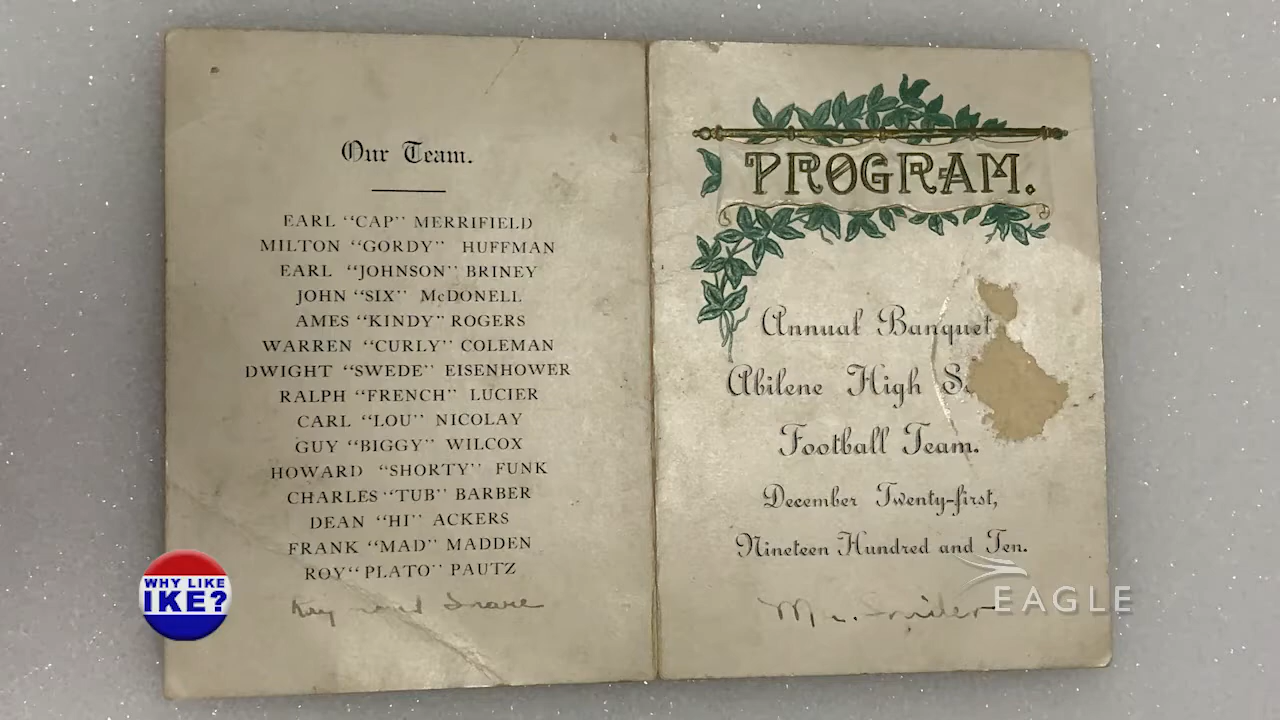 Our Team.
EARL "CAP" MERRIFIELD
MILTON "GORDY" HUFFMAN
EARL "JOHNSON" BRINEY
JOHN "SIX" McDONELL
AMES "KINDY" ROGERS
WARREN "CURLY" COLEMAN
DWIGHT "SWEDE" EISENHOWER
RALPH "FRENCH" LUCIER
CARL "LOU" NICOLAY
GUY "BIGGY" WILCOX
HOWARD "SHORTY" FUNK
CHARLES "TUB" BARBER
DEAN "HI" ACKERS
FRANK "MAD" MADDEN
ROY "PLATO" PAUTZ
PROGRAM.
Annual Banquet
Abilene High
Football Team.
December Twenty-first,
Nineteen Hundred and Ten.
Mr.
WHY LIKE
IKE?
EAGLE